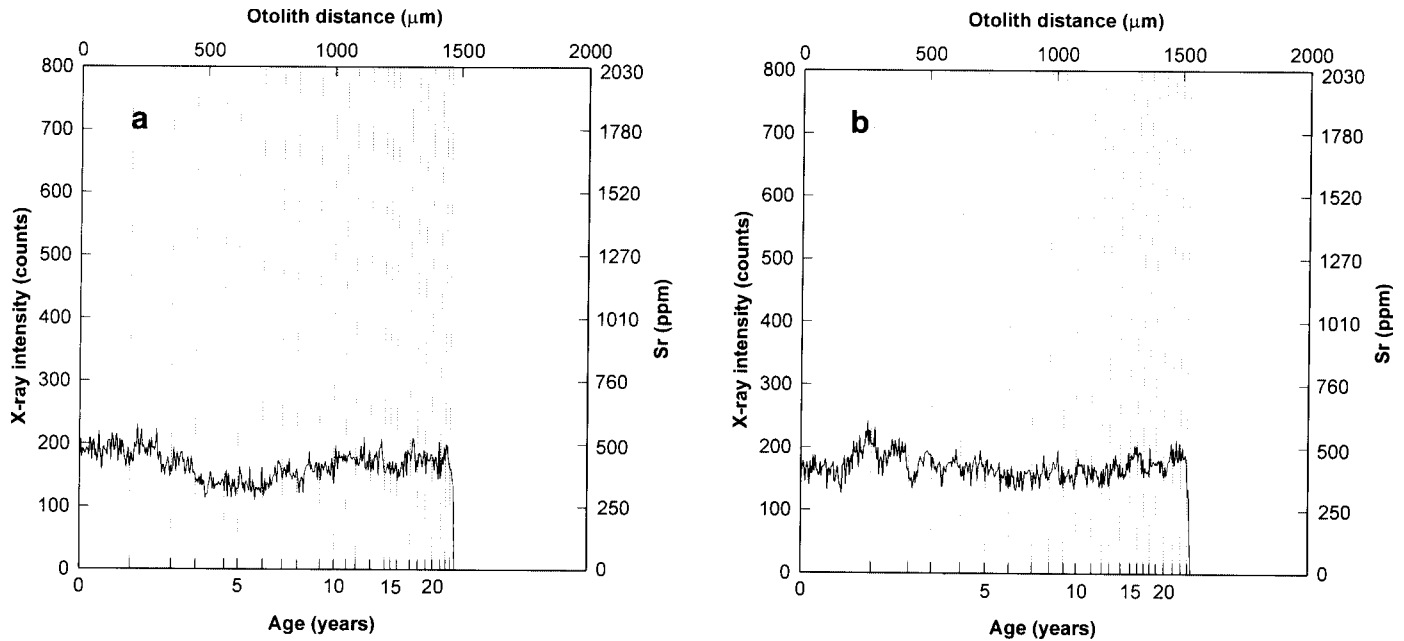 Otolith distance (μm)
0 500 1000 1500 2000
800 2030
a
700 1780
600 1520
500 1270
400 1010
300 760
200 500
100 250
0 0
X-ray intensity (counts)
Sr (ppm)
0 5 10 15 20
Age (years)
Otolith distance (μm)
0 500 1000 1500 2000
800 2030
b
700 1780
600 1520
500 1270
400 1010
300 760
200 500
100 250
0 0
X-ray intensity (counts)
Sr (ppm)
0 5 10 15 20
Age (years)